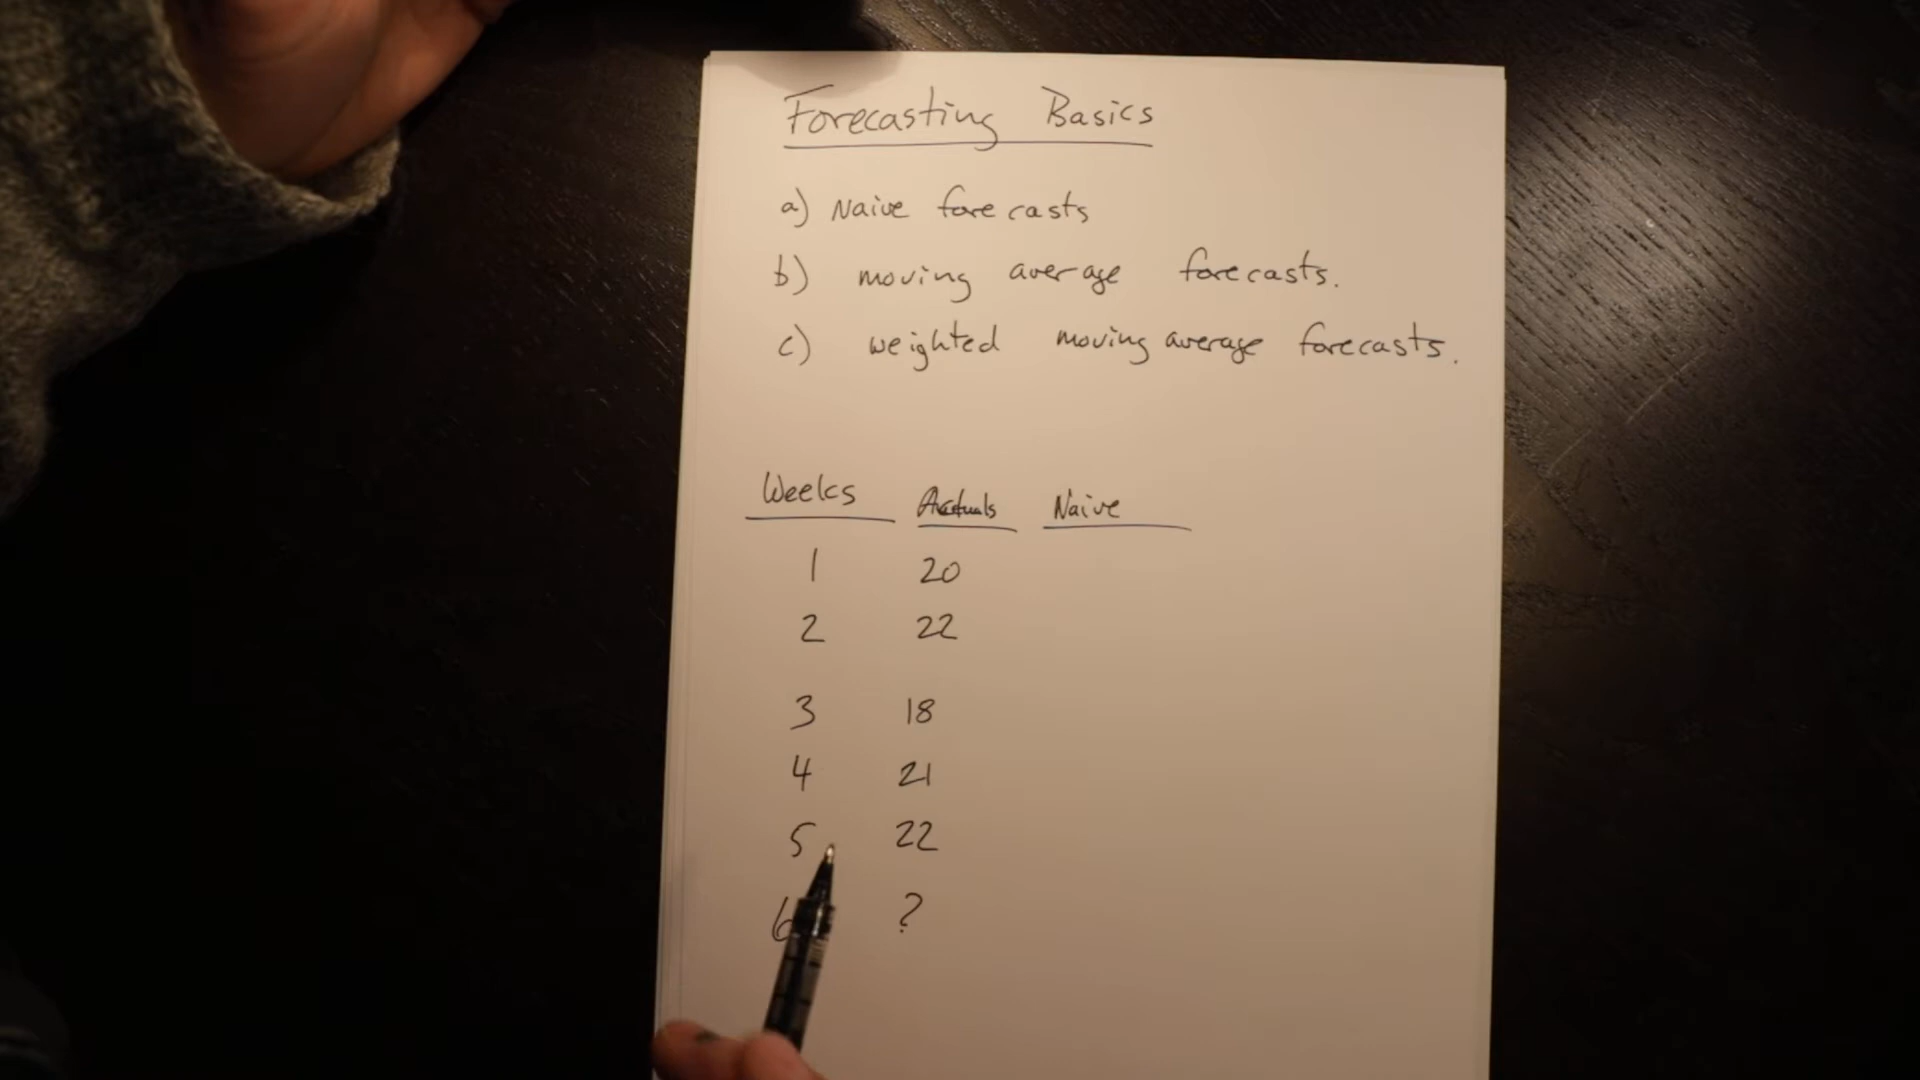 Forecasting Basics
a) Naive forecasts
b) moving average forecasts.
c) weighted moving average forecasts.
Weeks Actuals Naive
1 20
2 22
3 18
4 21
5 22
6 ?